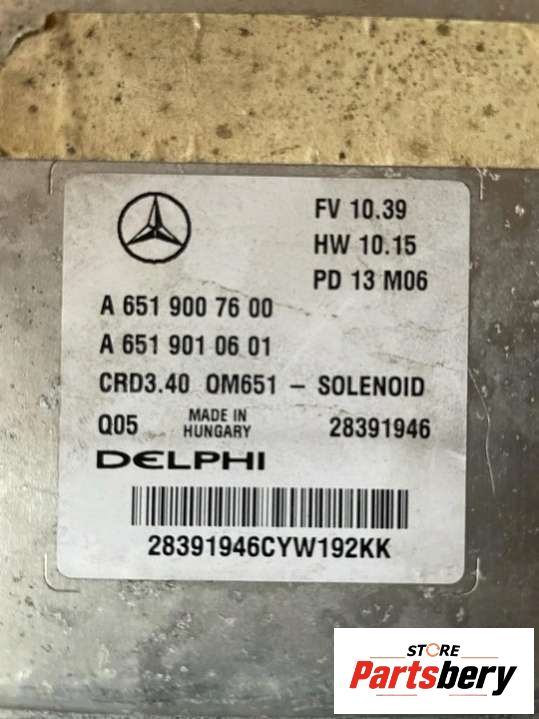 FV 10.39
HW 10.15
PD 13 M06
A 651 900 76 00
A 651 901 06 01
CRD3.40 OM651 – SOLENOID
Q05 MADE IN HUNGARY 28391946
DELPHI
28391946CYW192KK
STORE
Partsbery